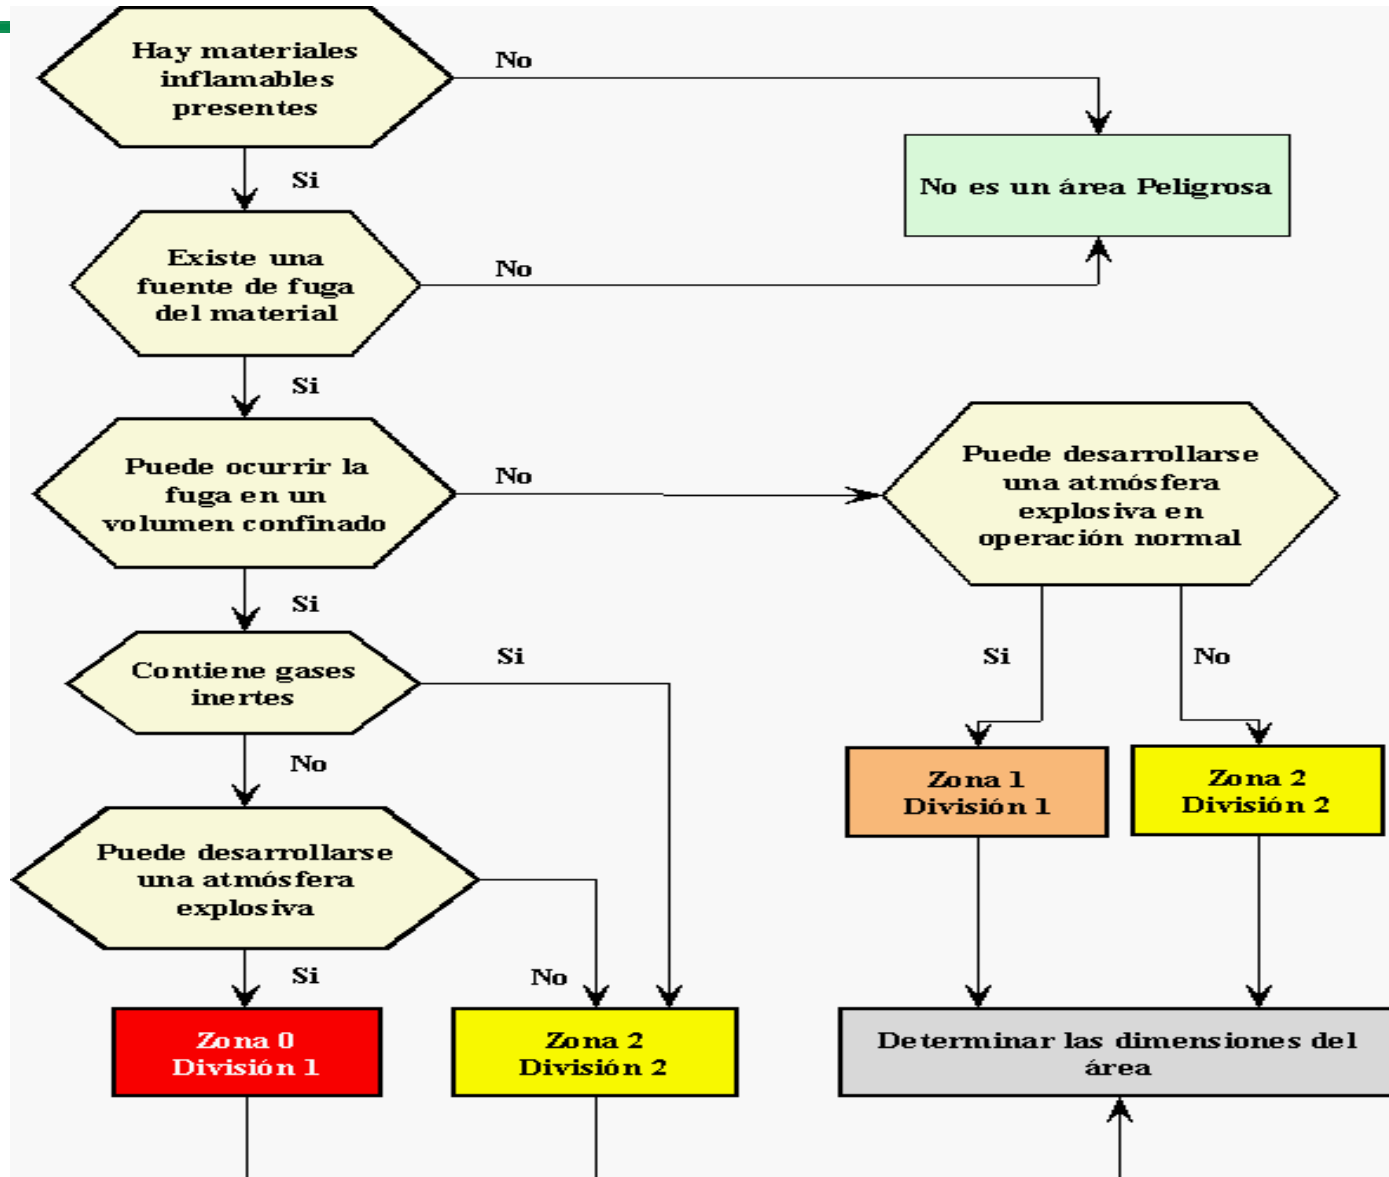 Hay materiales
inflamables
presentes
No
Si
No es un área Peligrosa
Existe una
fuente de fuga
del material
No
Si
Puede ocurrir la
fuga en un
volumen confinado
No
Puede desarrollarse
una atmósfera
explosiva en
operación normal
Si
Contiene gases
inertes
Si
Si
No
No
Zona 1
División 1
Zona 2
División 2
Puede desarrollarse
una atmósfera
explosiva
Si
No
Zona 0
División 1
Zona 2
División 2
Determinar las dimensiones del
área